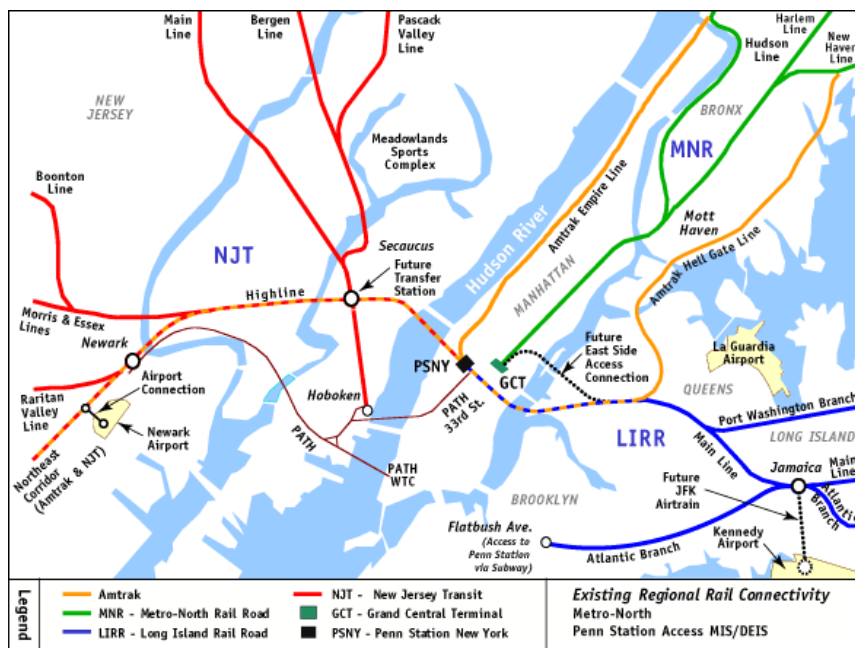 Main
Line
Bergen
Line
Pascack
Valley
Line
Harlem
Line
Hudson
Line
New
Haven
Line
NEW
JERSEY
BRONX
MNR
Meadowlands
Sports
Complex
Boonton
Line
Hudson River
Amtrak Empire Line
Mott
Haven
NJT
Secaucus
Future
Transfer
Station
Highline
MANHATTAN
Amtrak Hell Gate Line
Morris & Essex
Lines
Newark
Future
East Side
Access
Connection
La Guardia
Airport
PSNY
GCT
Airport
Connection
Raritan
Valley Line
Hoboken
PATH
33rd St.
QUEENS
Port Washington Branch
Newark
Airport
PATH
LIRR
Main Line
LONG ISLAND
Northeast
Corridor
(Amtrak & NJT)
PATH
WTC
Jamaica
Main
Line
Future
JFK
Airtrain
Atlantic
Branch
BROOKLYN
Flatbush Ave.
(Access to
Penn Station
via Subway)
Atlantic Branch
Kennedy
Airport
Legend
Amtrak
MNR - Metro-North Rail Road
LIRR - Long Island Rail Road
NJT - New Jersey Transit
GCT - Grand Central Terminal
PSNY - Penn Station New York
Existing Regional Rail Connectivity
Metro-North
Penn Station Access MIS/DEIS